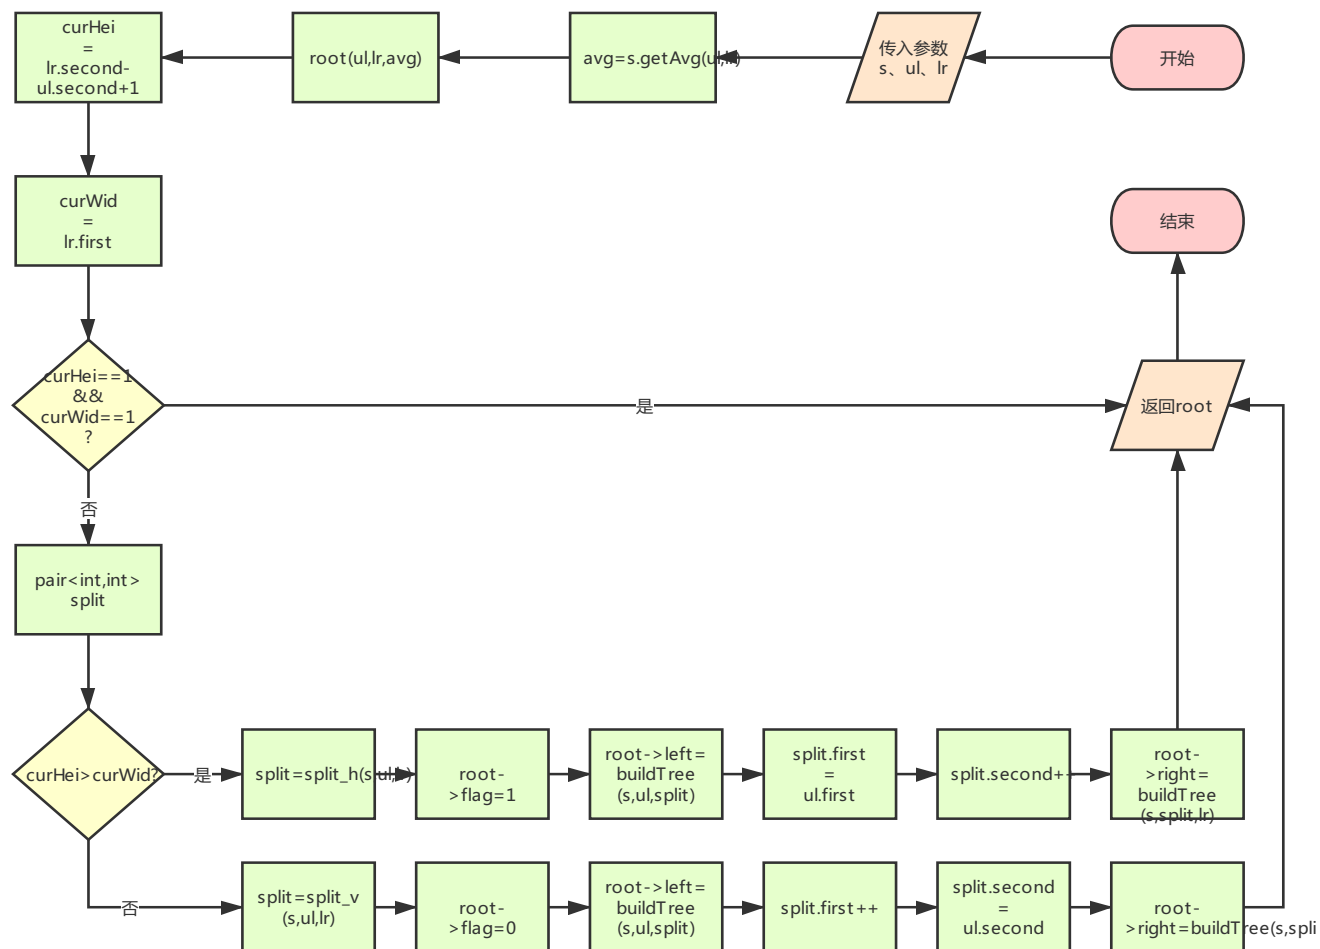 开始
传入参数
s、ul、lr
avg=s.getAvg(ul,lr)
root(ul,lr,avg)
curHei
=
lr.second-
ul.second+1
curWid
=
lr.first
curHei==1
&&
curWid==1
?
是
返回root
结束
否
pair<int,int>
split
curHei>curWid?
是
split=split_h(s,ul,lr)
root-
>flag=1
root->left=
buildTree
(s,ul,split)
split.first
=
ul.first
split.second++
root-
>right=
buildTree
(s,split,lr)
否
split=split_v
(s,ul,lr)
root-
>flag=0
root->left=
buildTree
(s,ul,split)
split.first++
split.second
=
ul.second
root-
>right=buildTree(s,spli